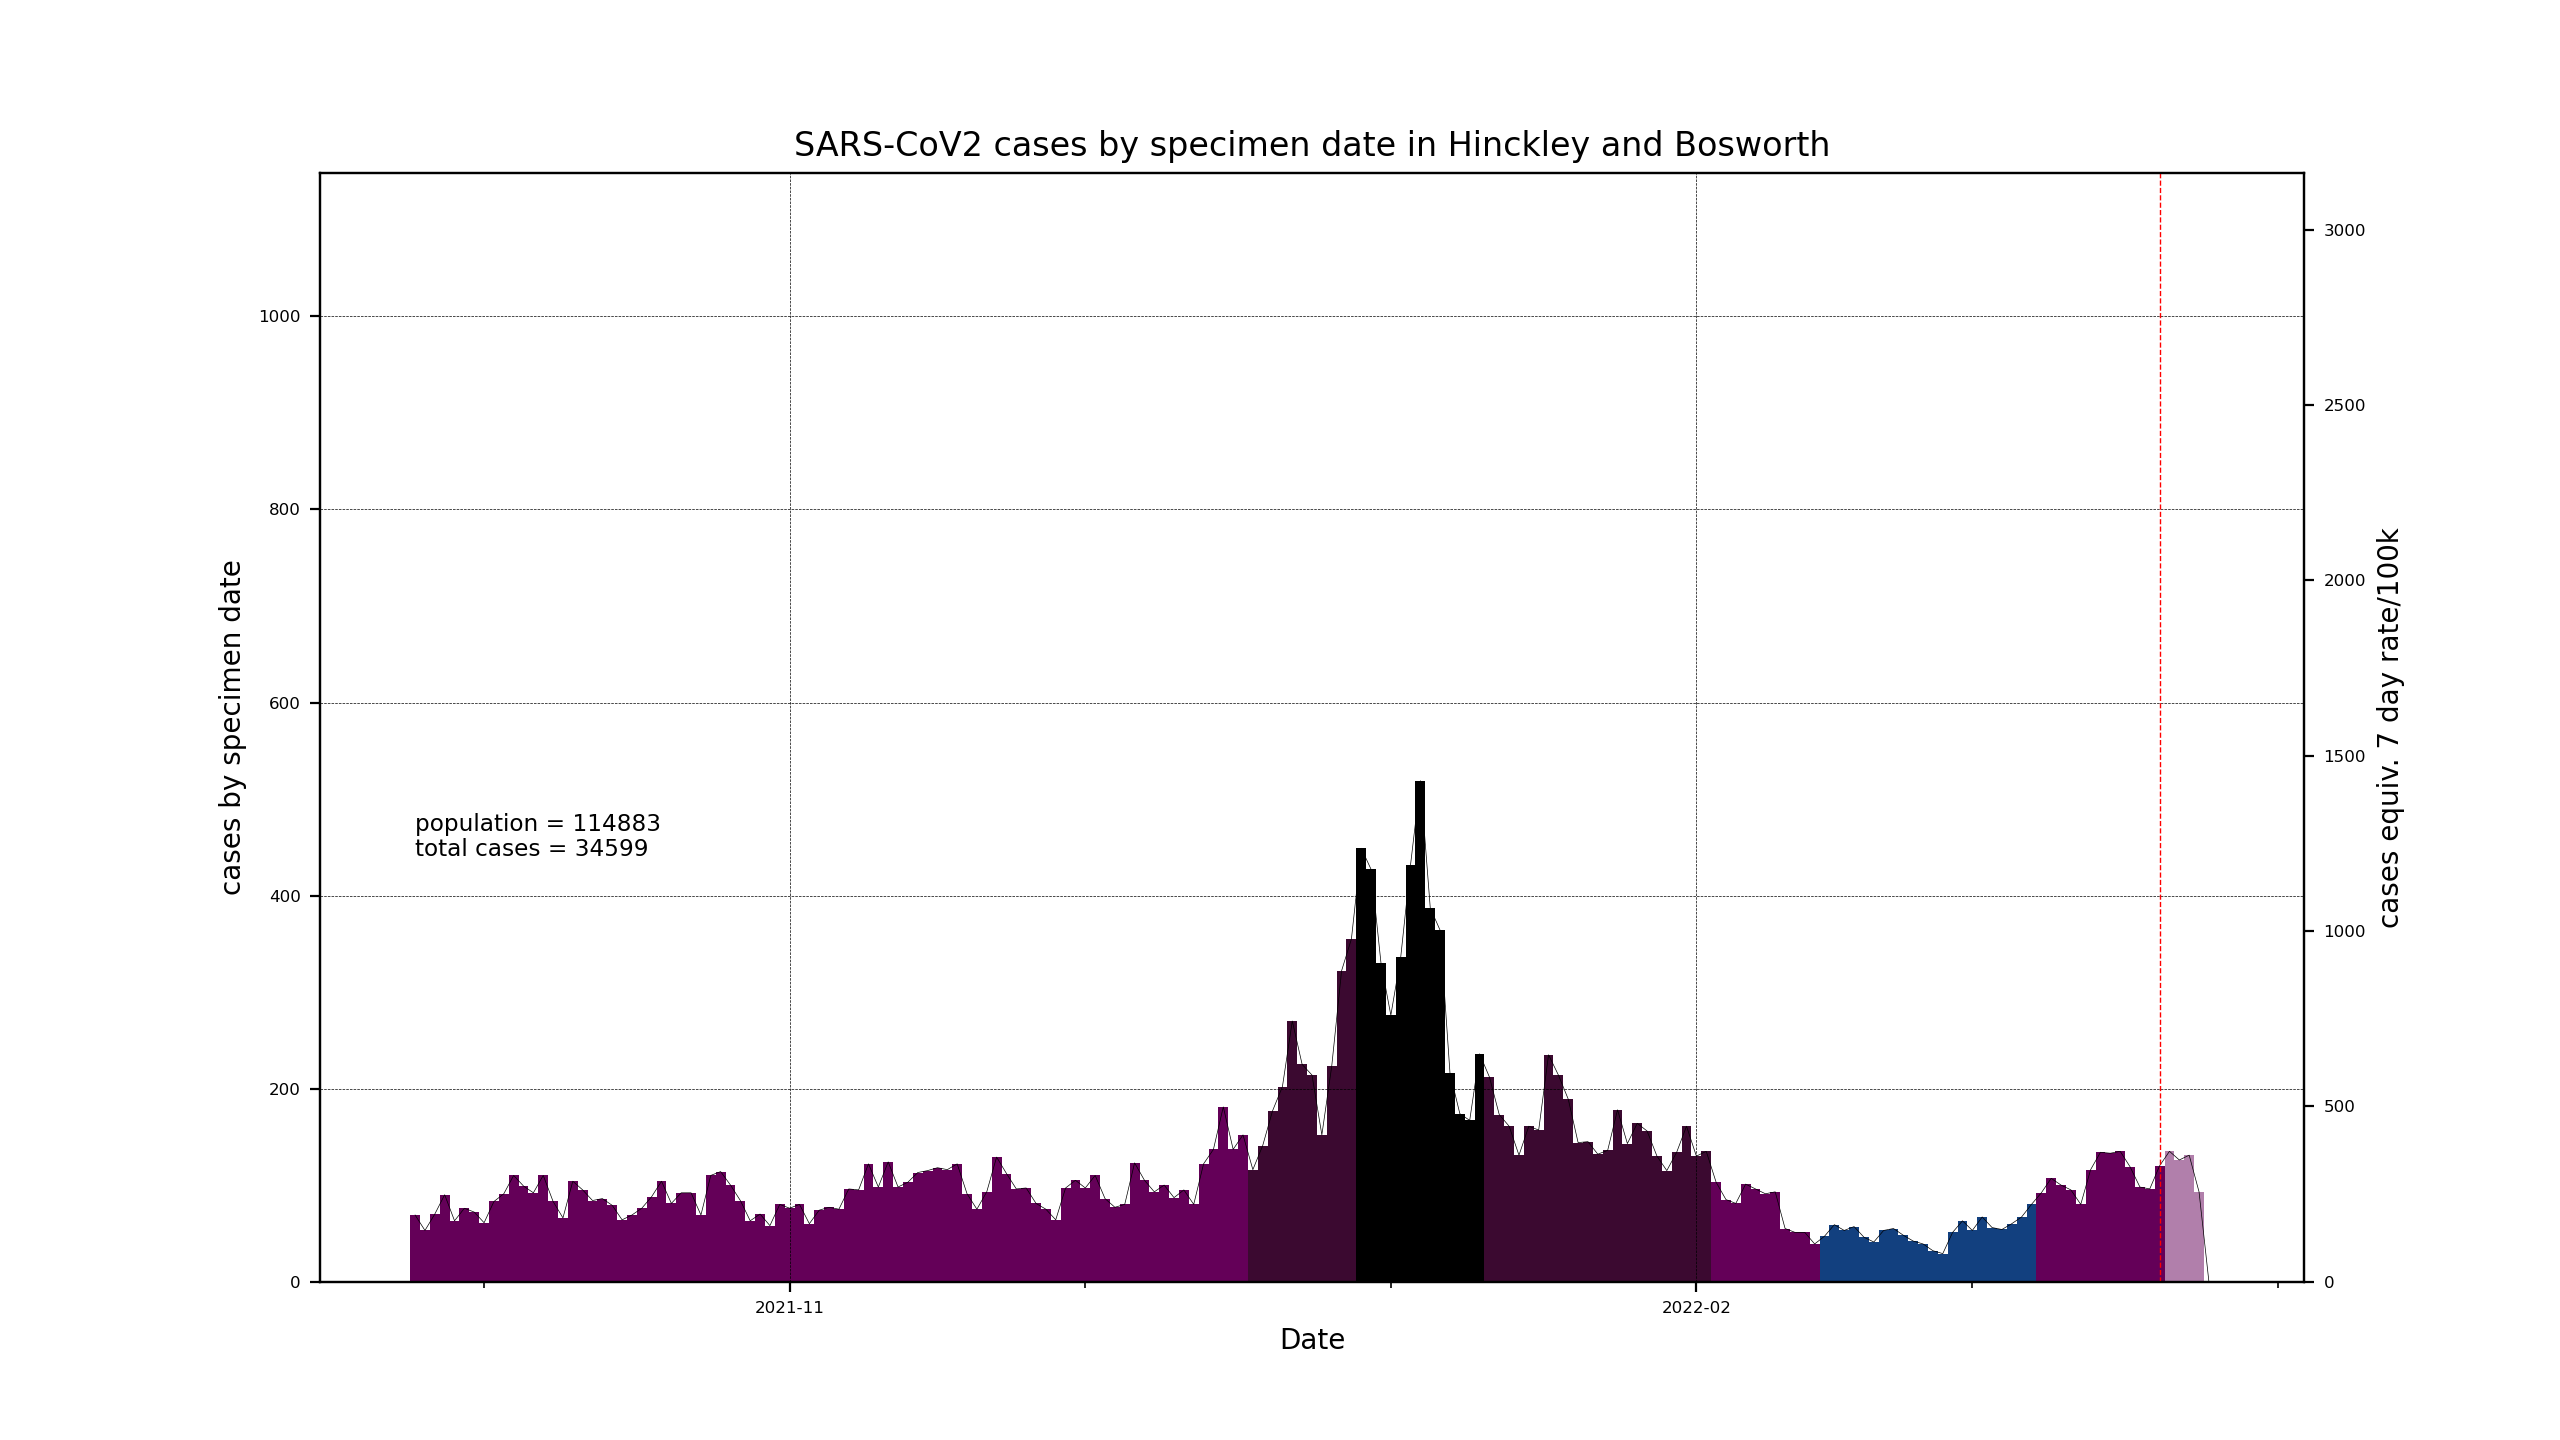 SARS-CoV2 cases by specimen date in Hinckley and Bosworth
cases by specimen date
1000
800
600
400
200
0
population = 114883
total cases = 34599
3000
2500
2000
1500
1000
500
0
cases equiv. 7 day rate/100k
2021-11
2022-02
Date